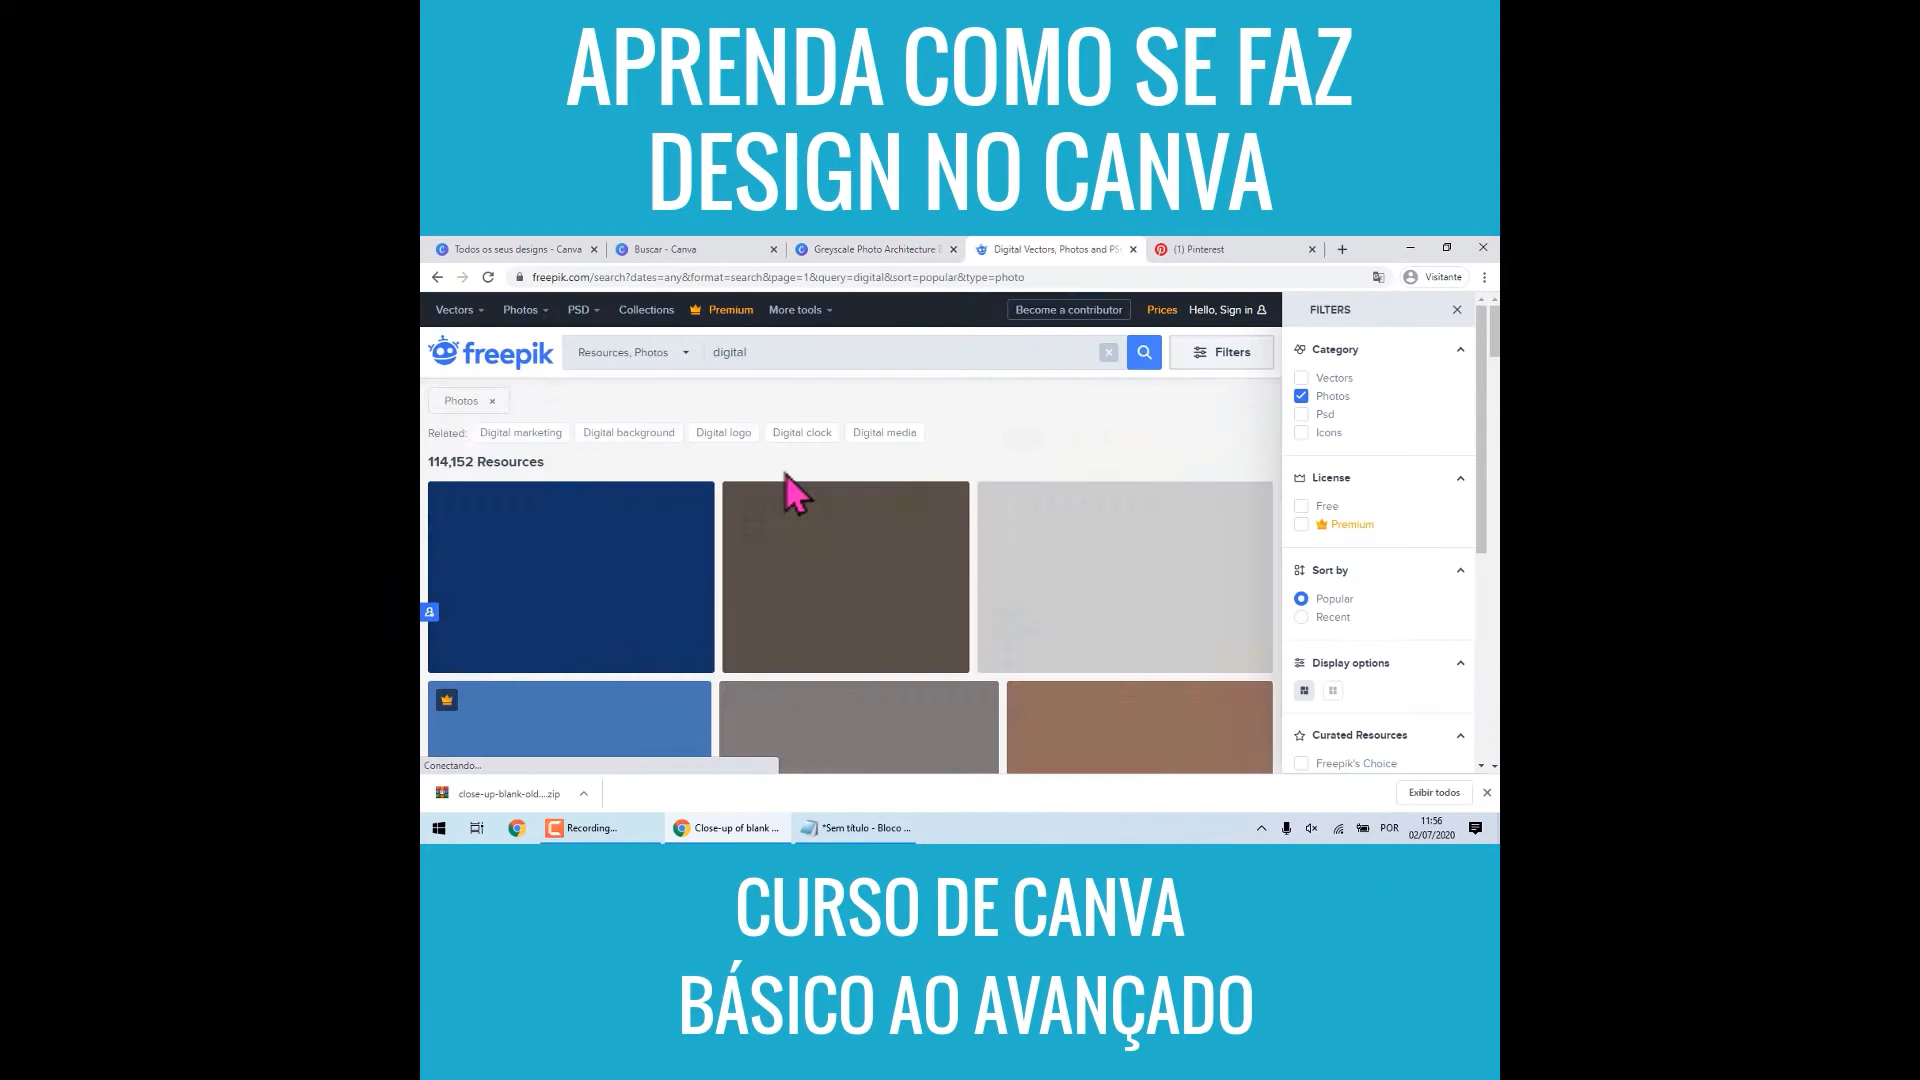 APRENDA COMO SE FAZ
DESIGN NO CANVA
Todos os seus designs - Canva
Buscar - Canva
Greyscale Photo Architecture
Digital Vectors, Photos and PS
(1) Pinterest
freepik.com/search?dates=any&format=search&page=1&query=digital&sort=popular&type=photo
Visitante
Vectors
Photos
PSD
Collections
Premium
More tools
Become a contributor
Prices
Hello, Sign in
FILTERS
freepik
Resources, Photos
digital
Filters
Category
Vectors
Photos
Psd
Icons
Photos
Related:
Digital marketing
Digital background
Digital logo
Digital clock
Digital media
114,152 Resources
License
Free
Premium
Sort by
Popular
Recent
Display options
Curated Resources
Freepik's Choice
Conectando...
close-up-blank-old....zip
Exibir todos
Recording...
Close-up of blank ...
*Sem título - Bloco ...
POR
11:56
02/07/2020
CURSO DE CANVA
BÁSICO AO AVANÇADO